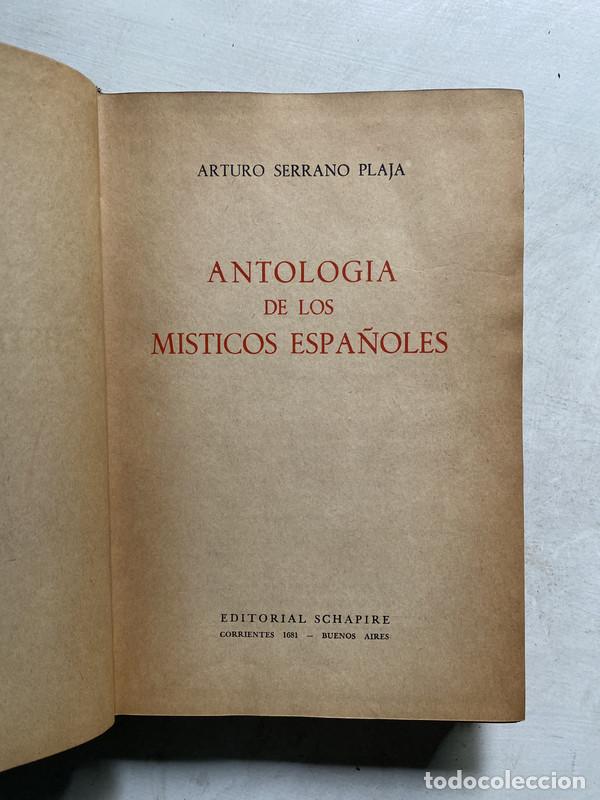 ARTURO SERRANO PLAJA
ANTOLOGIA
DE LOS
MISTICOS ESPAÑOLES
EDITORIAL SCHAPIRE
CORRIENTES 1681 — BUENOS AIRES
todocoleccion